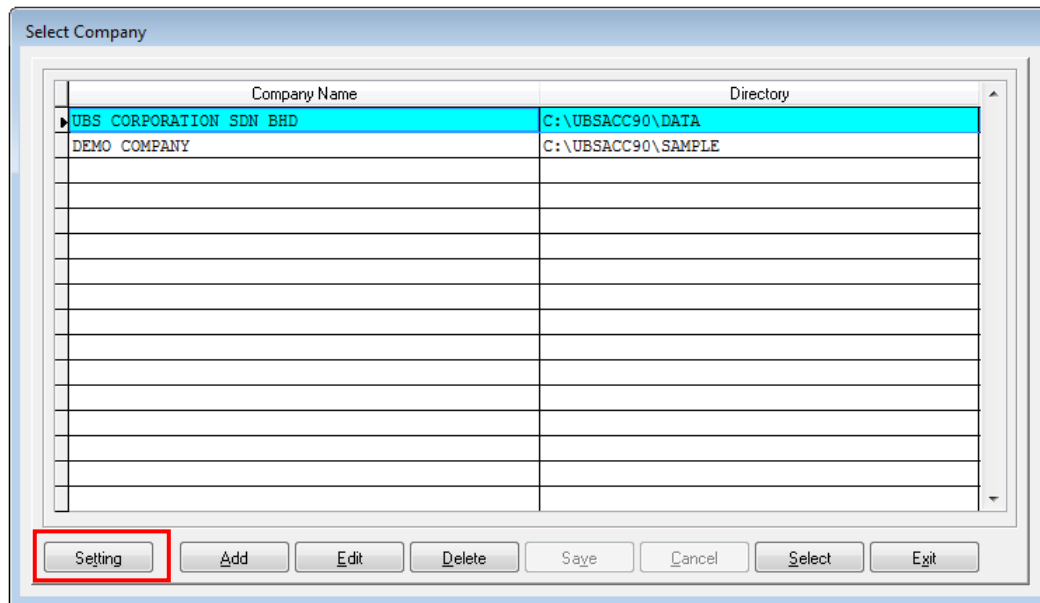 Select Company
Company Name Directory
UBS CORPORATION SDN BHD C:\UBSACC90\DATA
DEMO COMPANY C:\UBSACC90\SAMPLE
Setting Add Edit Delete Save Cancel Select Exit